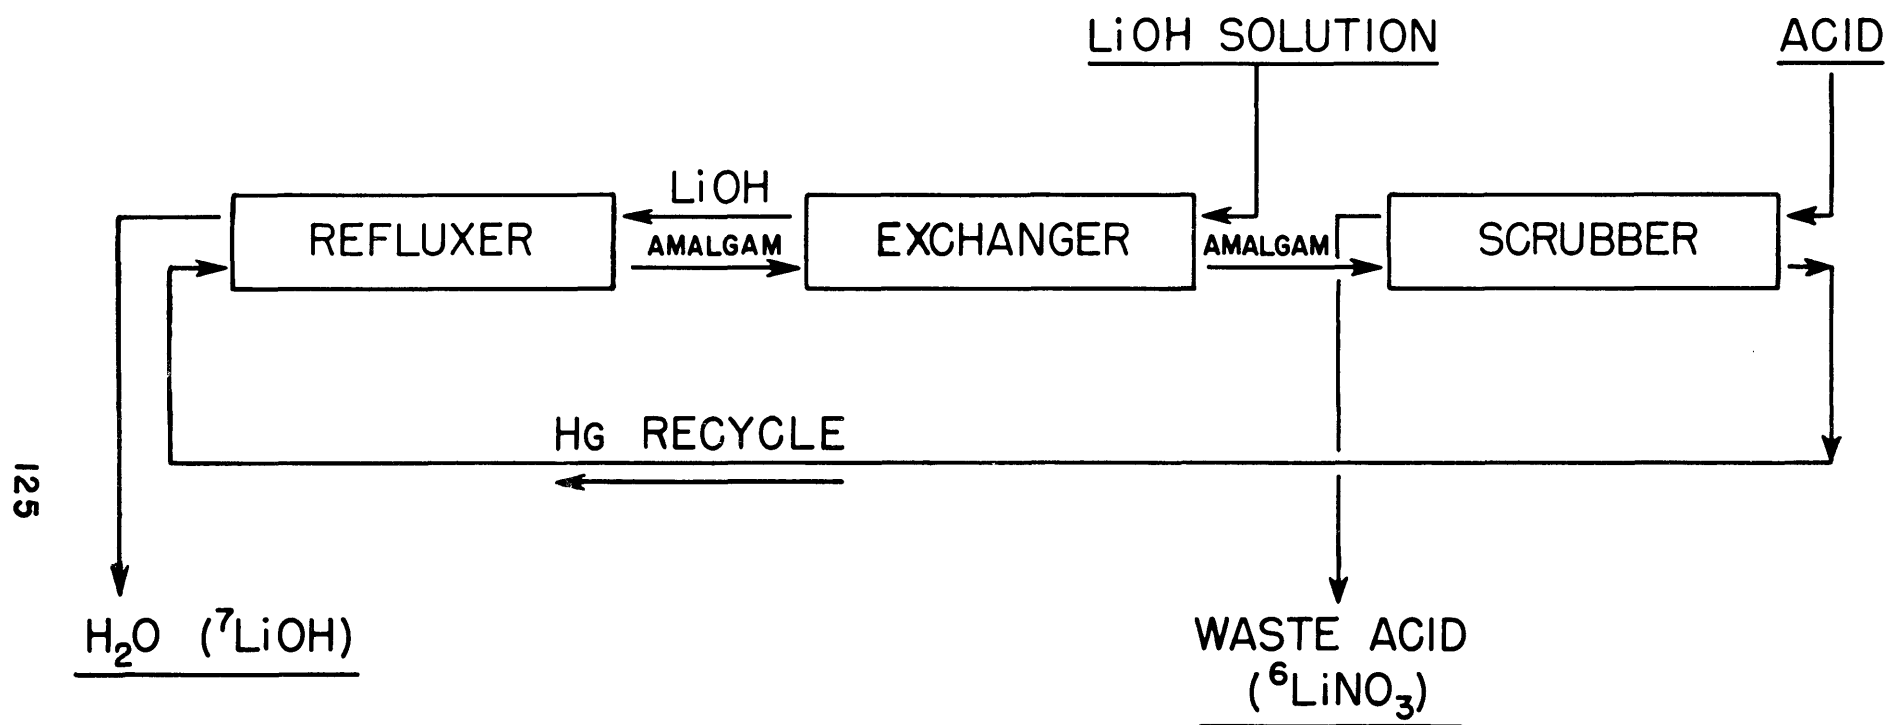 LiOH SOLUTION
ACID
LiOH
REFLUXER
AMALGAM
EXCHANGER
AMALGAM
SCRUBBER
Hg RECYCLE
125
H₂O (⁷LiOH)
WASTE ACID
(⁶LiNO₃)